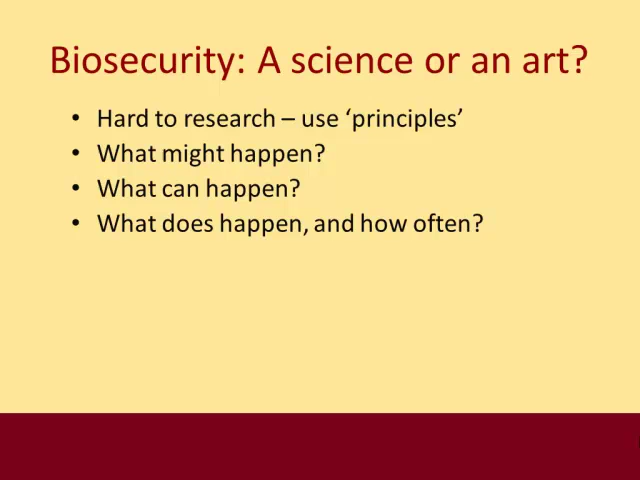 Biosecurity: A science or an art?
• Hard to research – use ‘principles’
• What might happen?
• What can happen?
• What does happen, and how often?